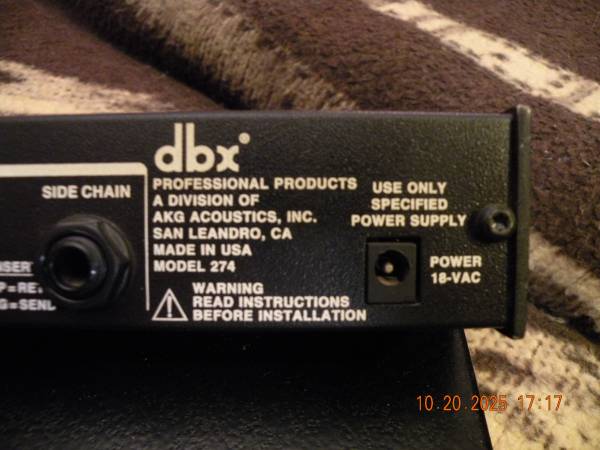 dbx
PROFESSIONAL PRODUCTS
A DIVISION OF
AKG ACOUSTICS, INC.
SAN LEANDRO, CA
MADE IN USA
MODEL 274
WARNING
READ INSTRUCTIONS
BEFORE INSTALLATION
SIDE CHAIN
USE ONLY
SPECIFIED
POWER SUPPLY
POWER
18-VAC
10.20.2025 17:17